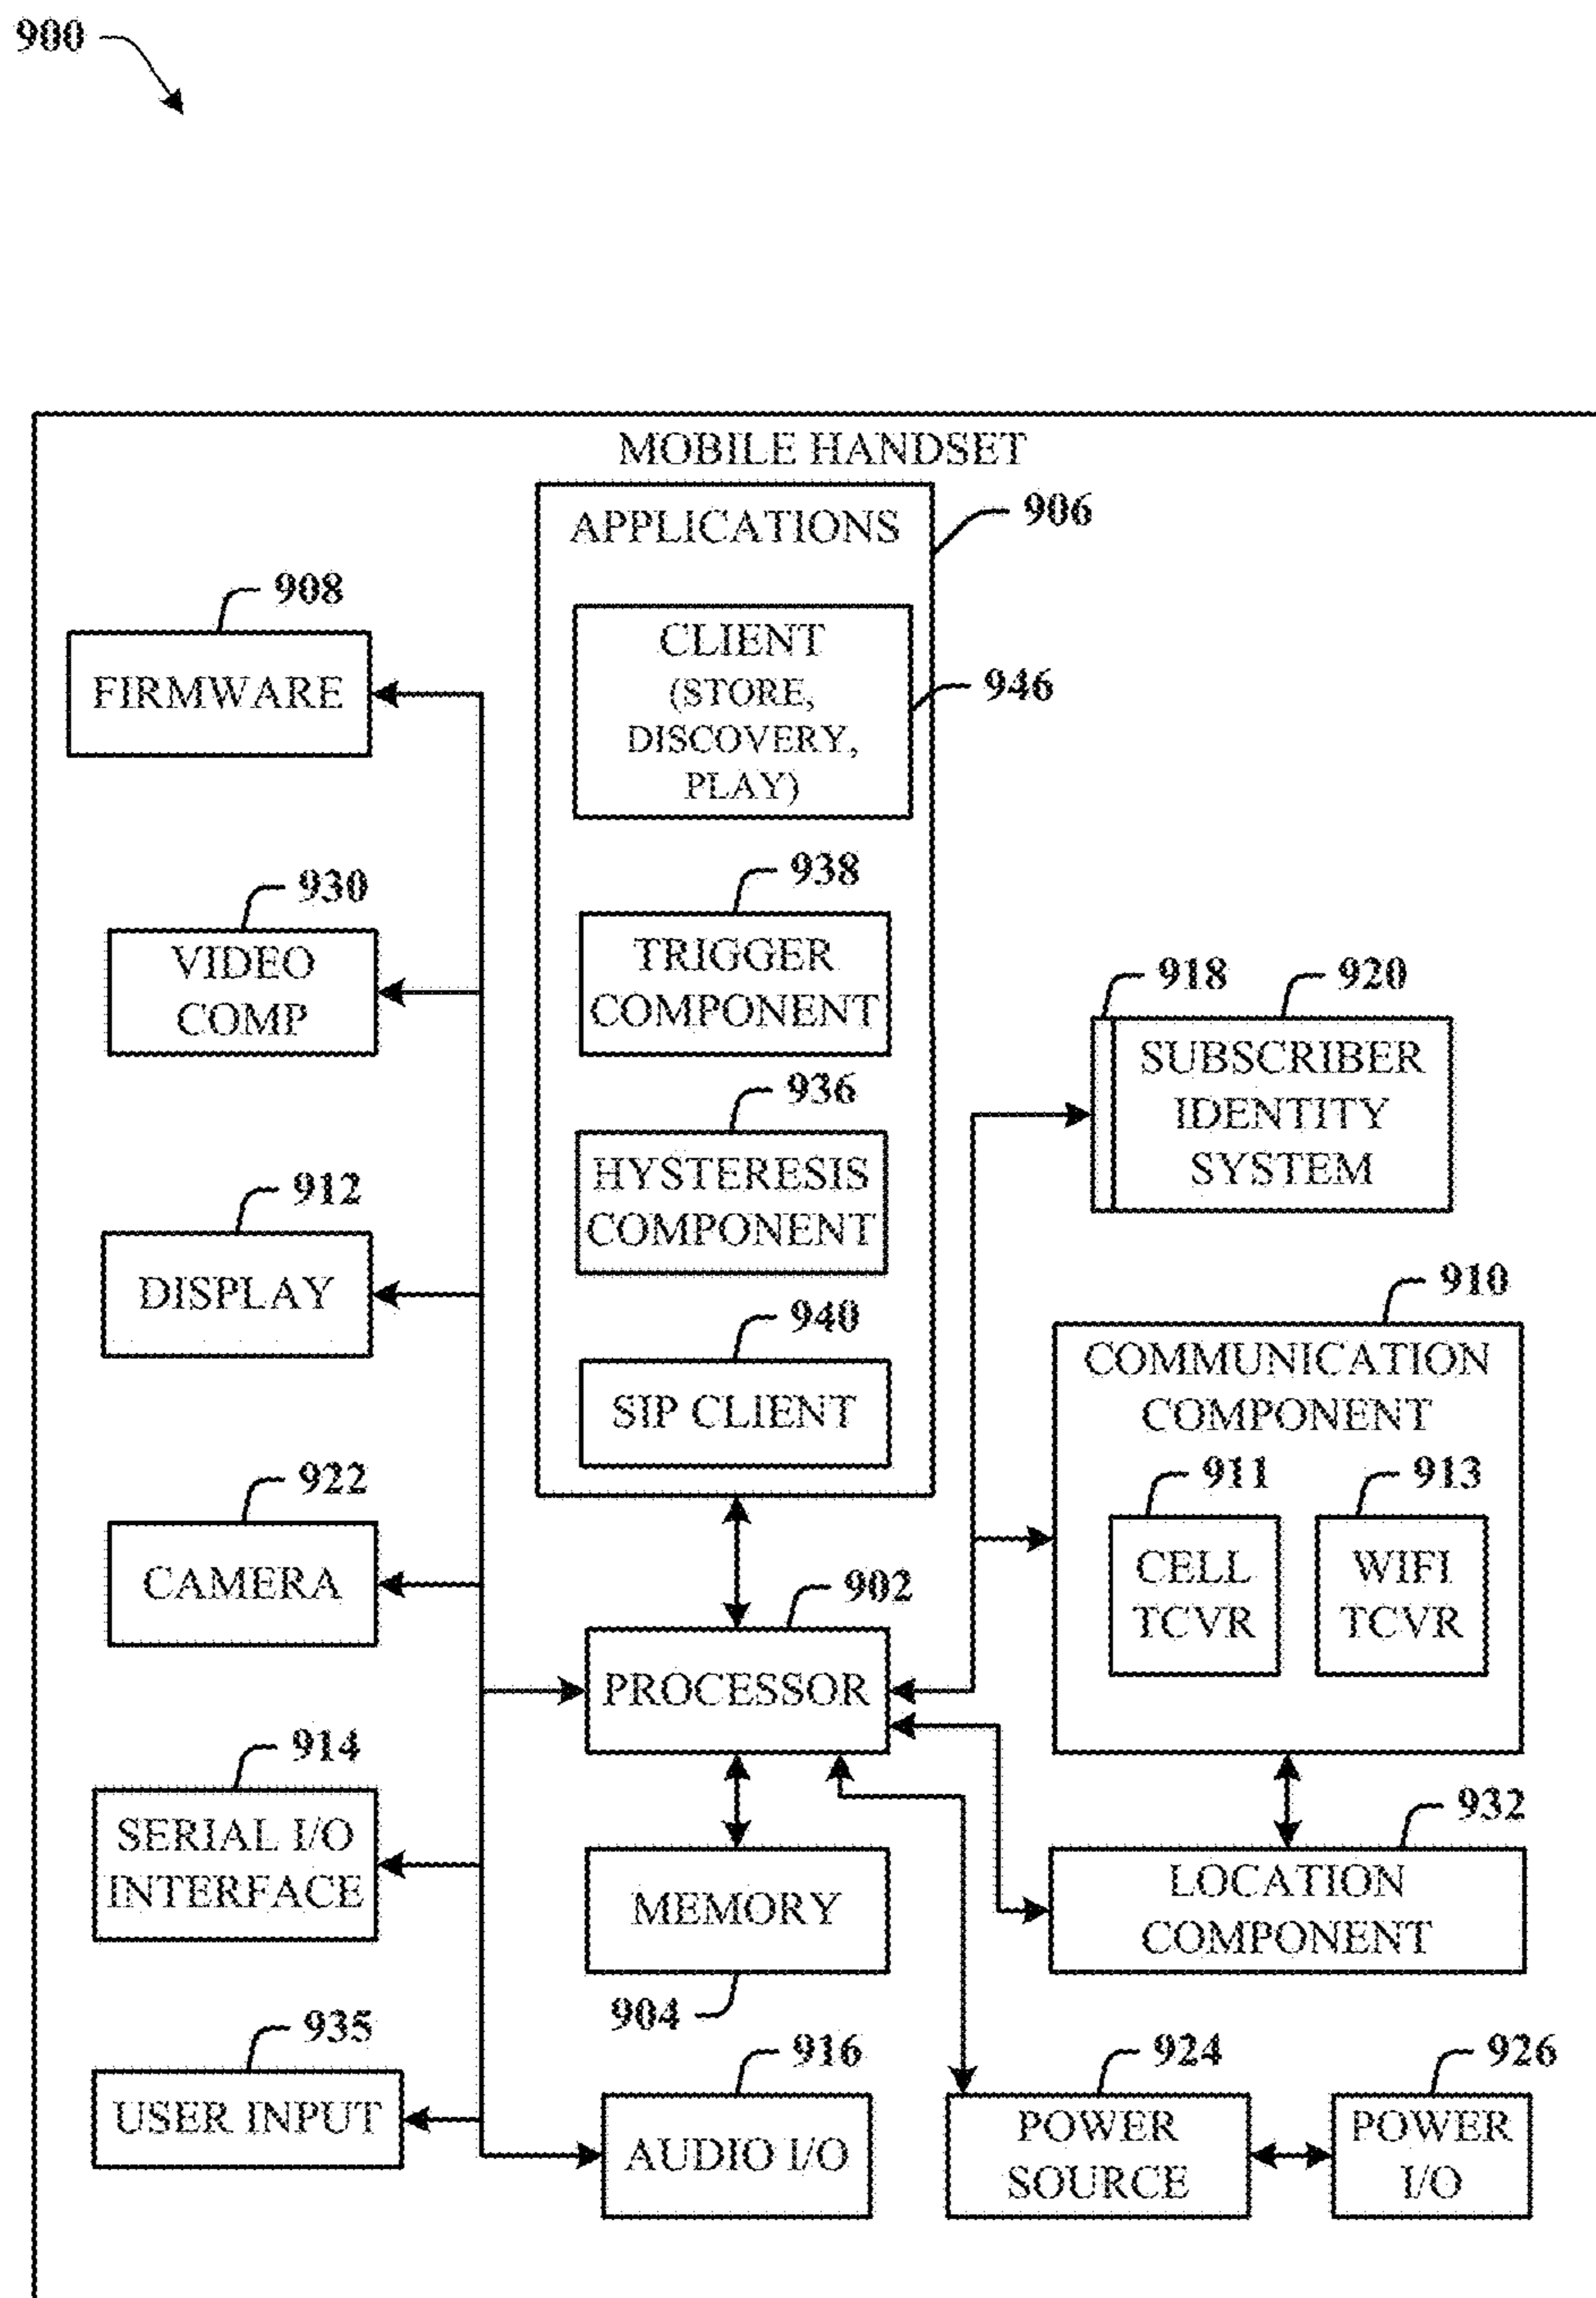 900
MOBILE HANDSET
APPLICATIONS
906
CLIENT
(STORE,
DISCOVERY,
PLAY)
946
908
FIRMWARE
938
TRIGGER
COMPONENT
930
VIDEO
COMP
918
920
SUBSCRIBER
IDENTITY
SYSTEM
936
HYSTERESIS
COMPONENT
912
DISPLAY
940
SIP CLIENT
910
COMMUNICATION
COMPONENT
911
CELL
TCVR
913
WIFI
TCVR
922
CAMERA
902
PROCESSOR
914
SERIAL I/O
INTERFACE
MEMORY
904
932
LOCATION
COMPONENT
935
USER INPUT
916
AUDIO I/O
924
POWER
SOURCE
926
POWER
I/O